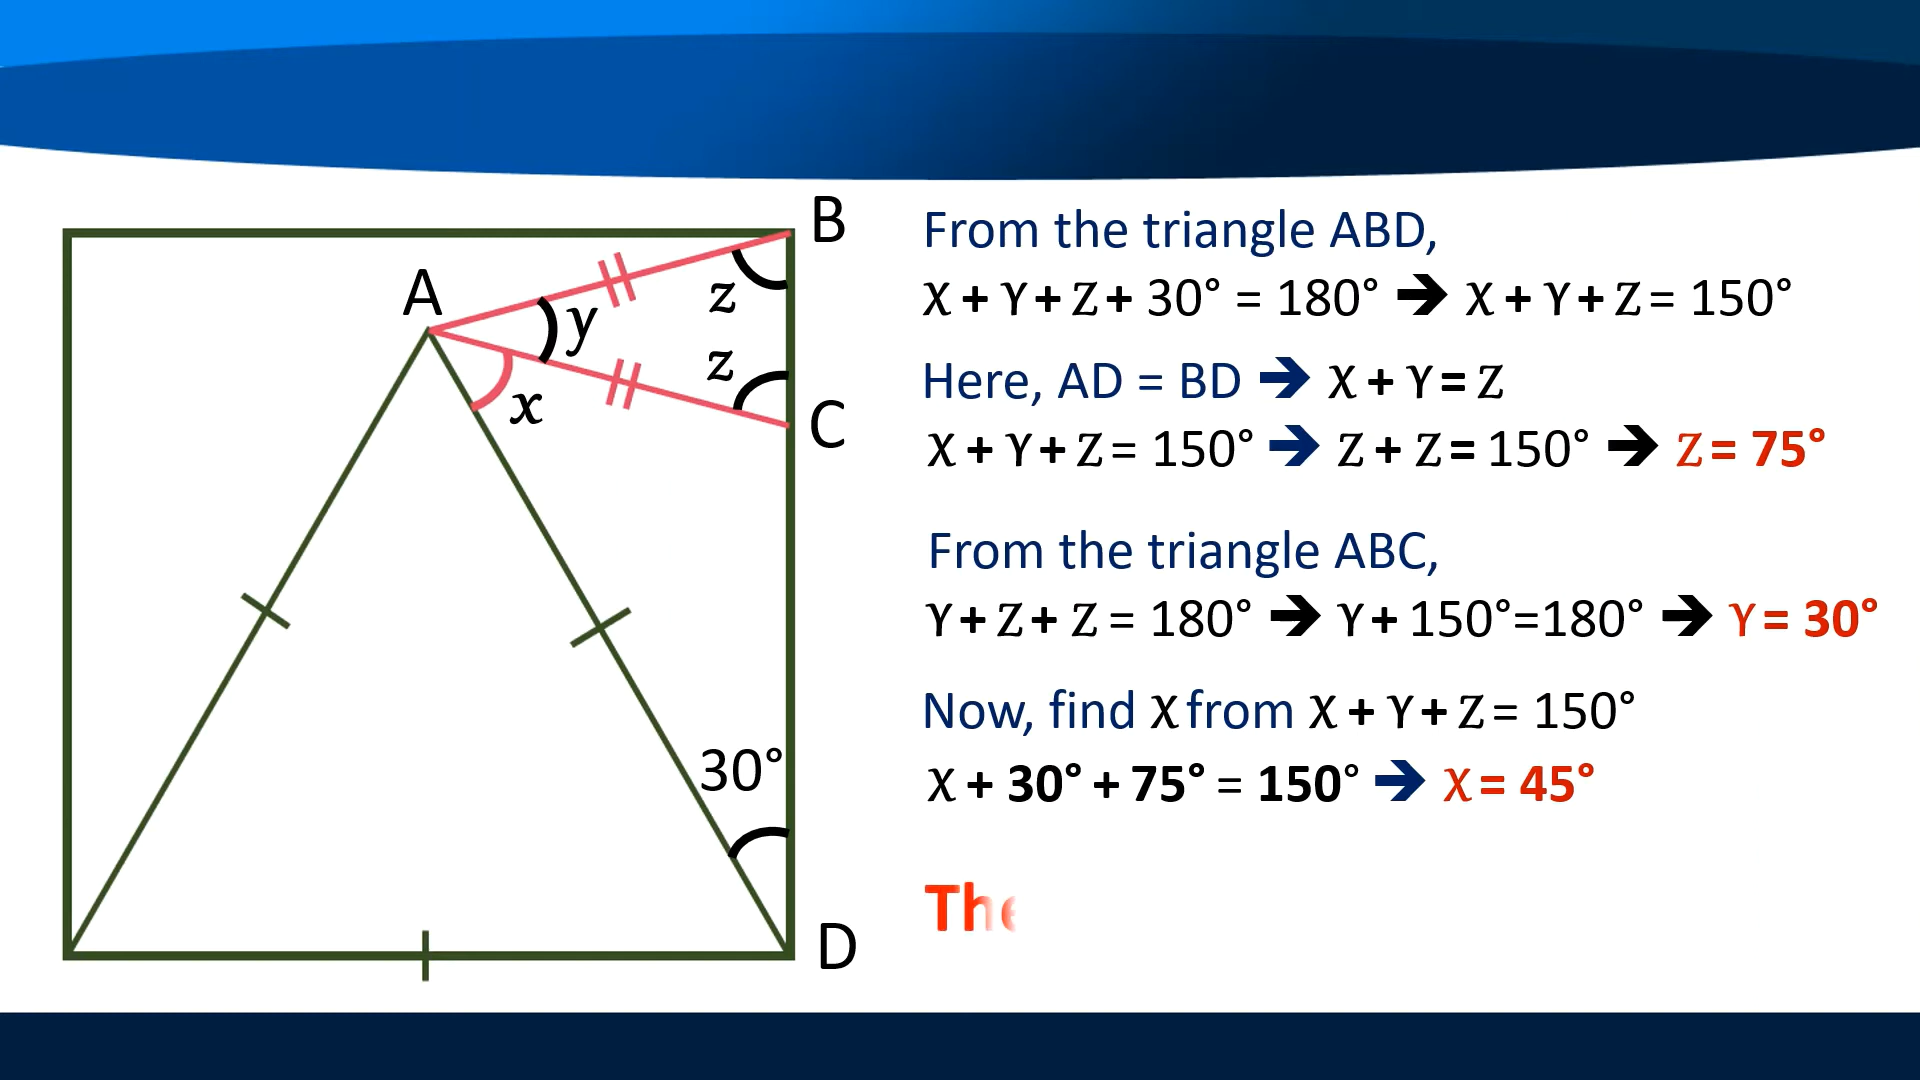 B
A
y
z
z
x
C
30°
D
From the triangle ABD,
X + Y + Z + 30° = 180° ➔ X + Y + Z = 150°
Here, AD = BD ➔ X + Y = Z
X + Y + Z = 150° ➔ Z + Z = 150° ➔ Z = 75°
From the triangle ABC,
Y + Z + Z = 180° ➔ Y + 150°=180° ➔ Y = 30°
Now, find X from X + Y + Z = 150°
X + 30° + 75° = 150° ➔ X = 45°
The